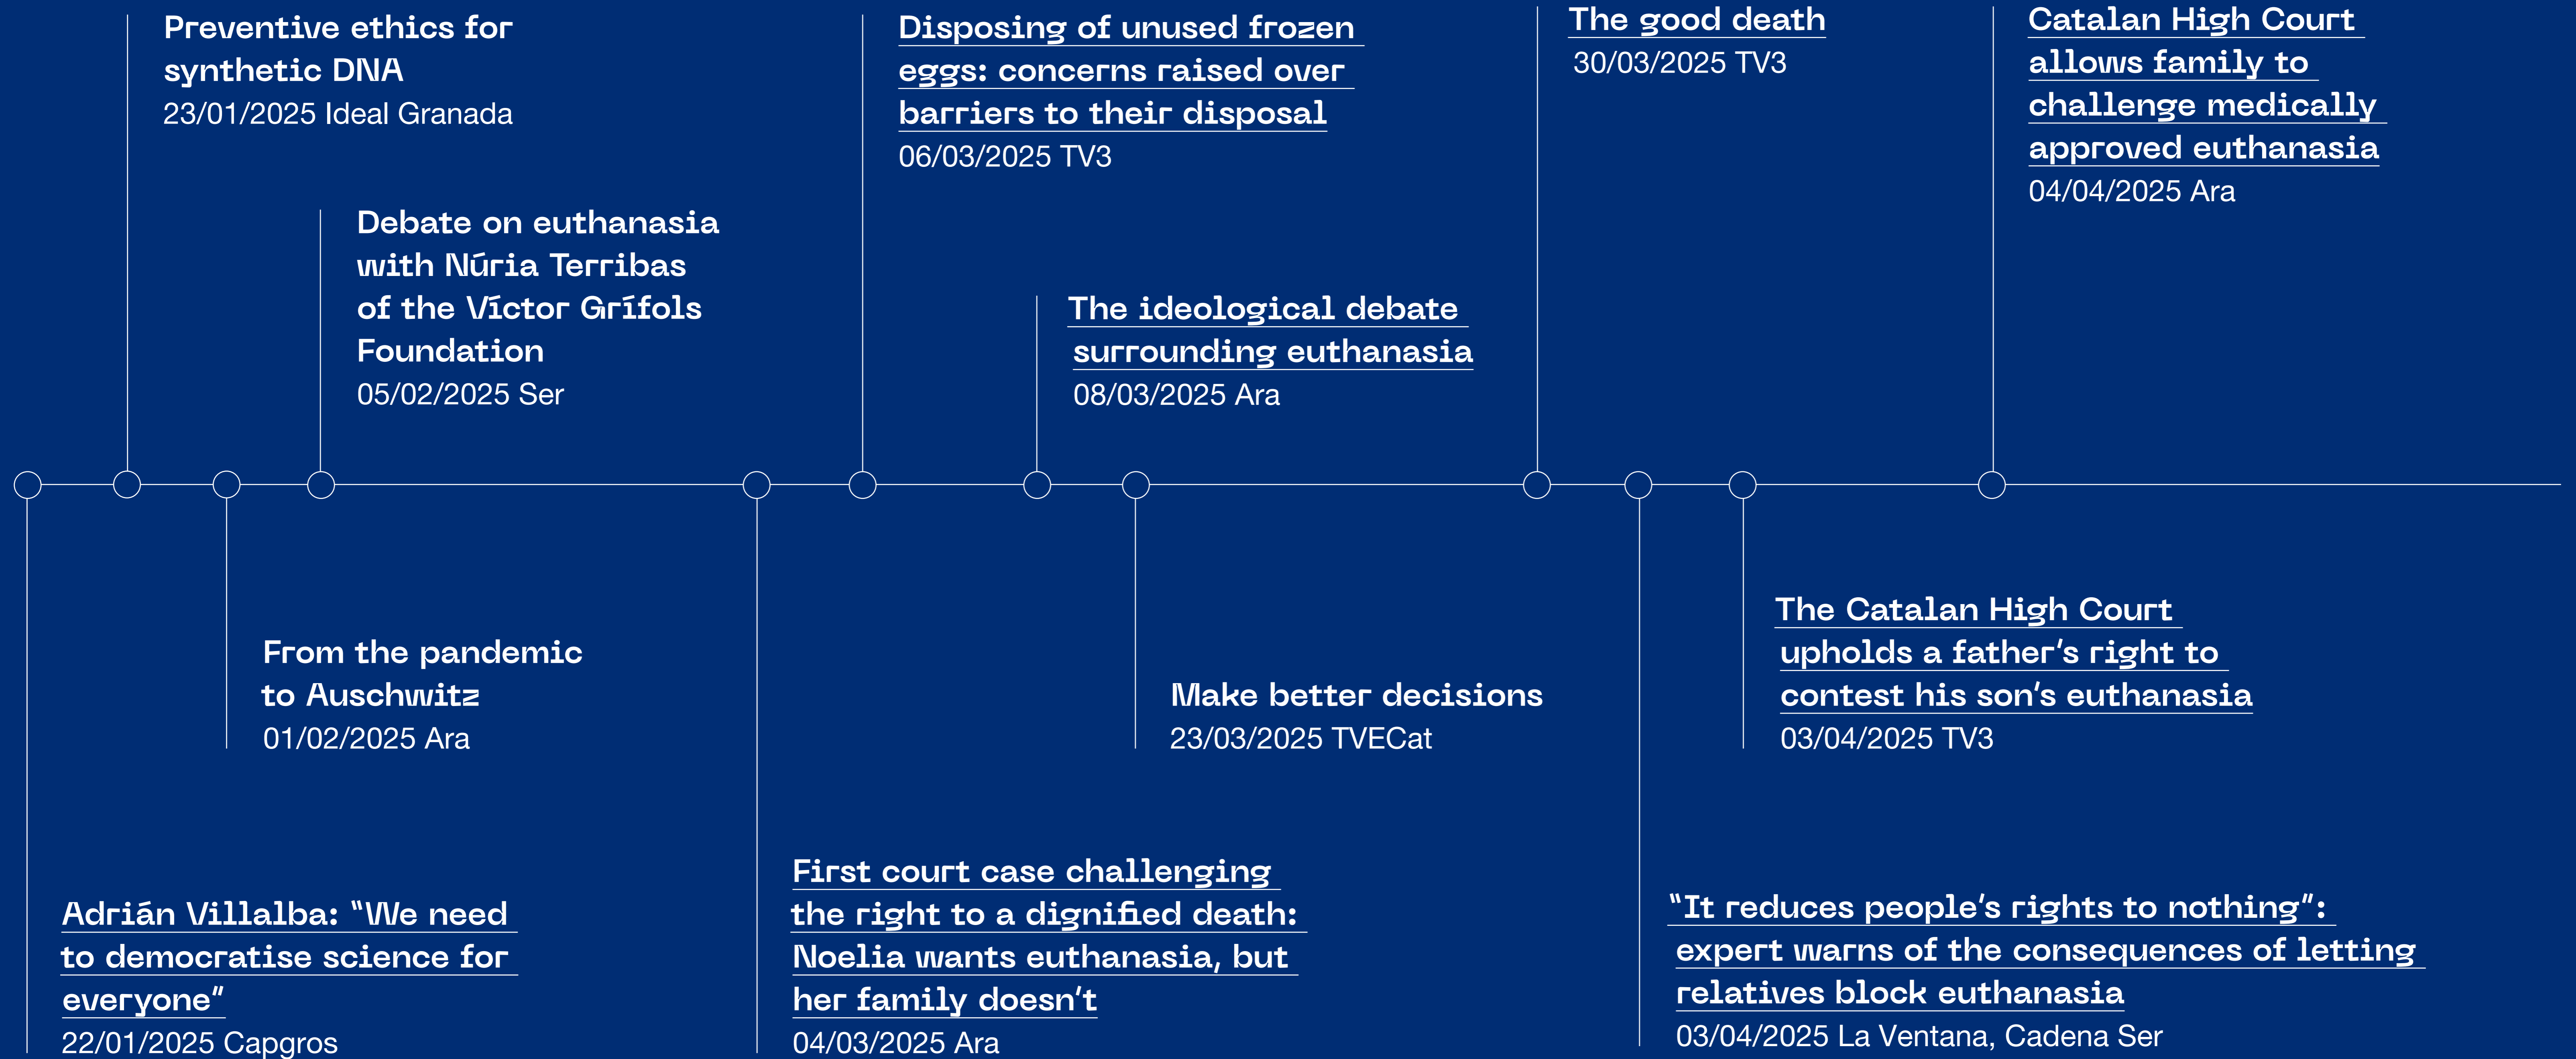 Preventive ethics for
synthetic DNA
23/01/2025 Ideal Granada
Debate on euthanasia
with Núria Terribas
of the Víctor Grífols
Foundation
05/02/2025 Ser
Disposing of unused frozen
eggs: concerns raised over
barriers to their disposal
06/03/2025 TV3
The ideological debate
surrounding euthanasia
08/03/2025 Ara
The good death
30/03/2025 TV3
Catalan High Court
allows family to
challenge medically
approved euthanasia
04/04/2025 Ara
Adrián Villalba: “We need
to democratise science for
everyone”
22/01/2025 Capgros
From the pandemic
to Auschwitz
01/02/2025 Ara
First court case challenging
the right to a dignified death:
Noelia wants euthanasia, but
her family doesn’t
04/03/2025 Ara
Make better decisions
23/03/2025 TVECat
“It reduces people’s rights to nothing”:
expert warns of the consequences of letting
relatives block euthanasia
03/04/2025 La Ventana, Cadena Ser
The Catalan High Court
upholds a father’s right to
contest his son’s euthanasia
03/04/2025 TV3